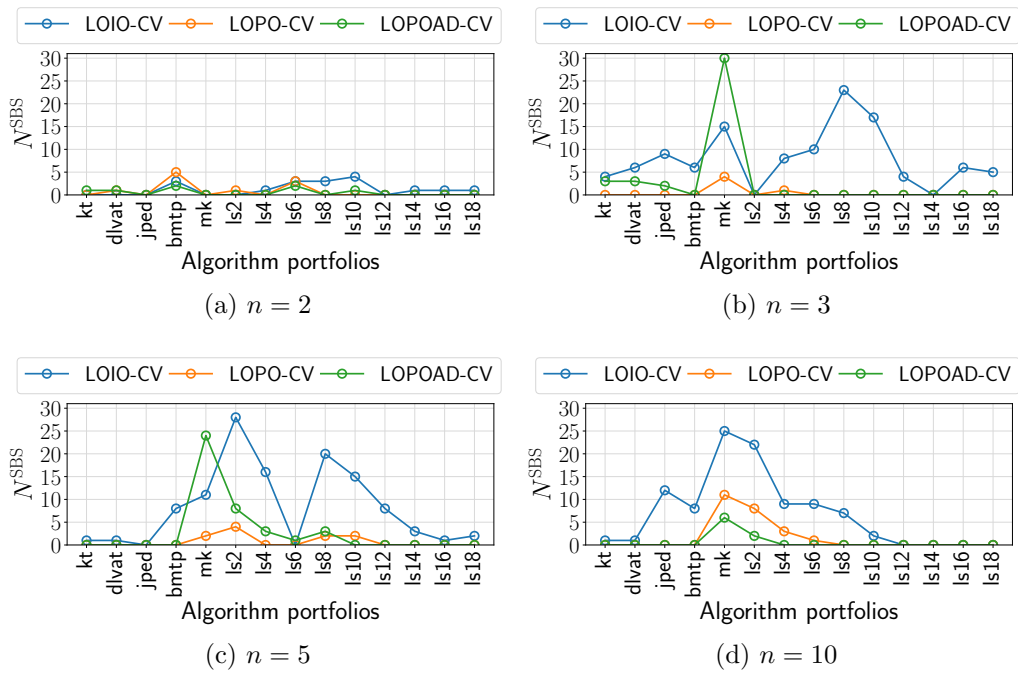 LOIO-CV LOPO-CV LOPOAD-CV
30
25
20
15
10
5
0
N^SBS
kt dlvat jped bmtp mk ls2 ls4 ls6 ls8 ls10 ls12 ls14 ls16 ls18
Algorithm portfolios
(a) n = 2
LOIO-CV LOPO-CV LOPOAD-CV
30
25
20
15
10
5
0
N^SBS
kt dlvat jped bmtp mk ls2 ls4 ls6 ls8 ls10 ls12 ls14 ls16 ls18
Algorithm portfolios
(b) n = 3
LOIO-CV LOPO-CV LOPOAD-CV
30
25
20
15
10
5
0
N^SBS
kt dlvat jped bmtp mk ls2 ls4 ls6 ls8 ls10 ls12 ls14 ls16 ls18
Algorithm portfolios
(c) n = 5
LOIO-CV LOPO-CV LOPOAD-CV
30
25
20
15
10
5
0
N^SBS
kt dlvat jped bmtp mk ls2 ls4 ls6 ls8 ls10 ls12 ls14 ls16 ls18
Algorithm portfolios
(d) n = 10